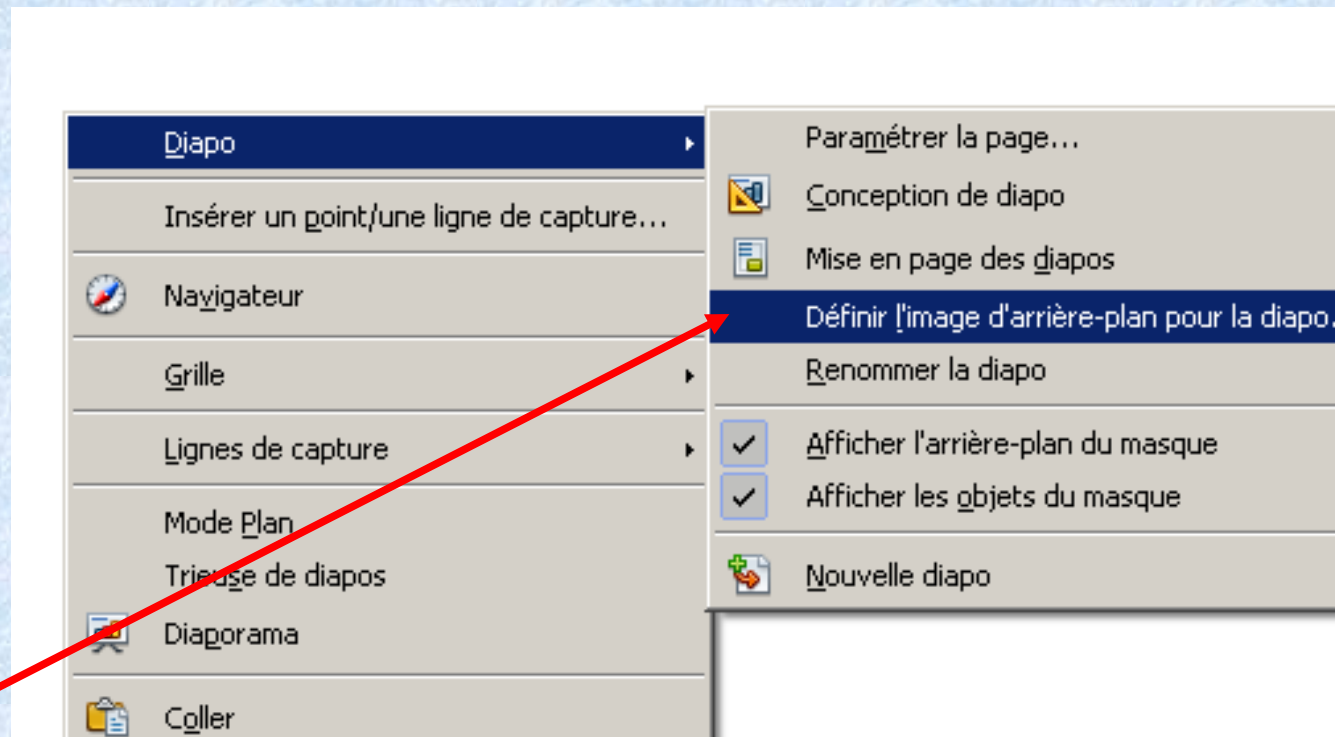 Diapo
Insérer un point/une ligne de capture...
Navigateur
Grille
Lignes de capture
Mode Plan
Trieuse de diapos
Diaporama
Coller
Paramétrer la page...
Conception de diapo
Mise en page des diapos
Définir l'image d'arrière-plan pour la diapo.
Renommer la diapo
Afficher l'arrière-plan du masque
Afficher les objets du masque
Nouvelle diapo